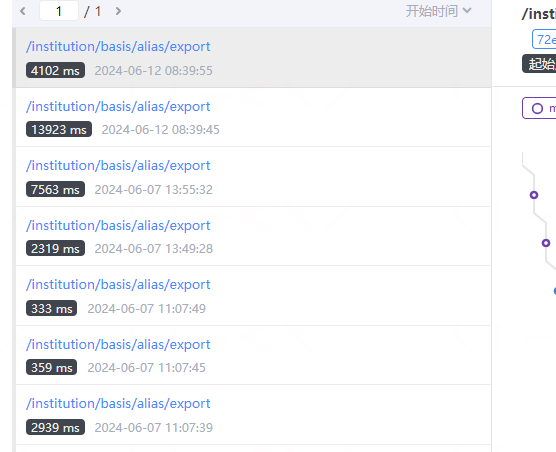 1 / 1
开始时间
/institution/basis/alias/export
4102 ms 2024-06-12 08:39:55
/institution/basis/alias/export
13923 ms 2024-06-12 08:39:45
/institution/basis/alias/export
7563 ms 2024-06-07 13:55:32
/institution/basis/alias/export
2319 ms 2024-06-07 13:49:28
/institution/basis/alias/export
333 ms 2024-06-07 11:07:49
/institution/basis/alias/export
359 ms 2024-06-07 11:07:45
/institution/basis/alias/export
2939 ms 2024-06-07 11:07:39
/insti
72e
起始